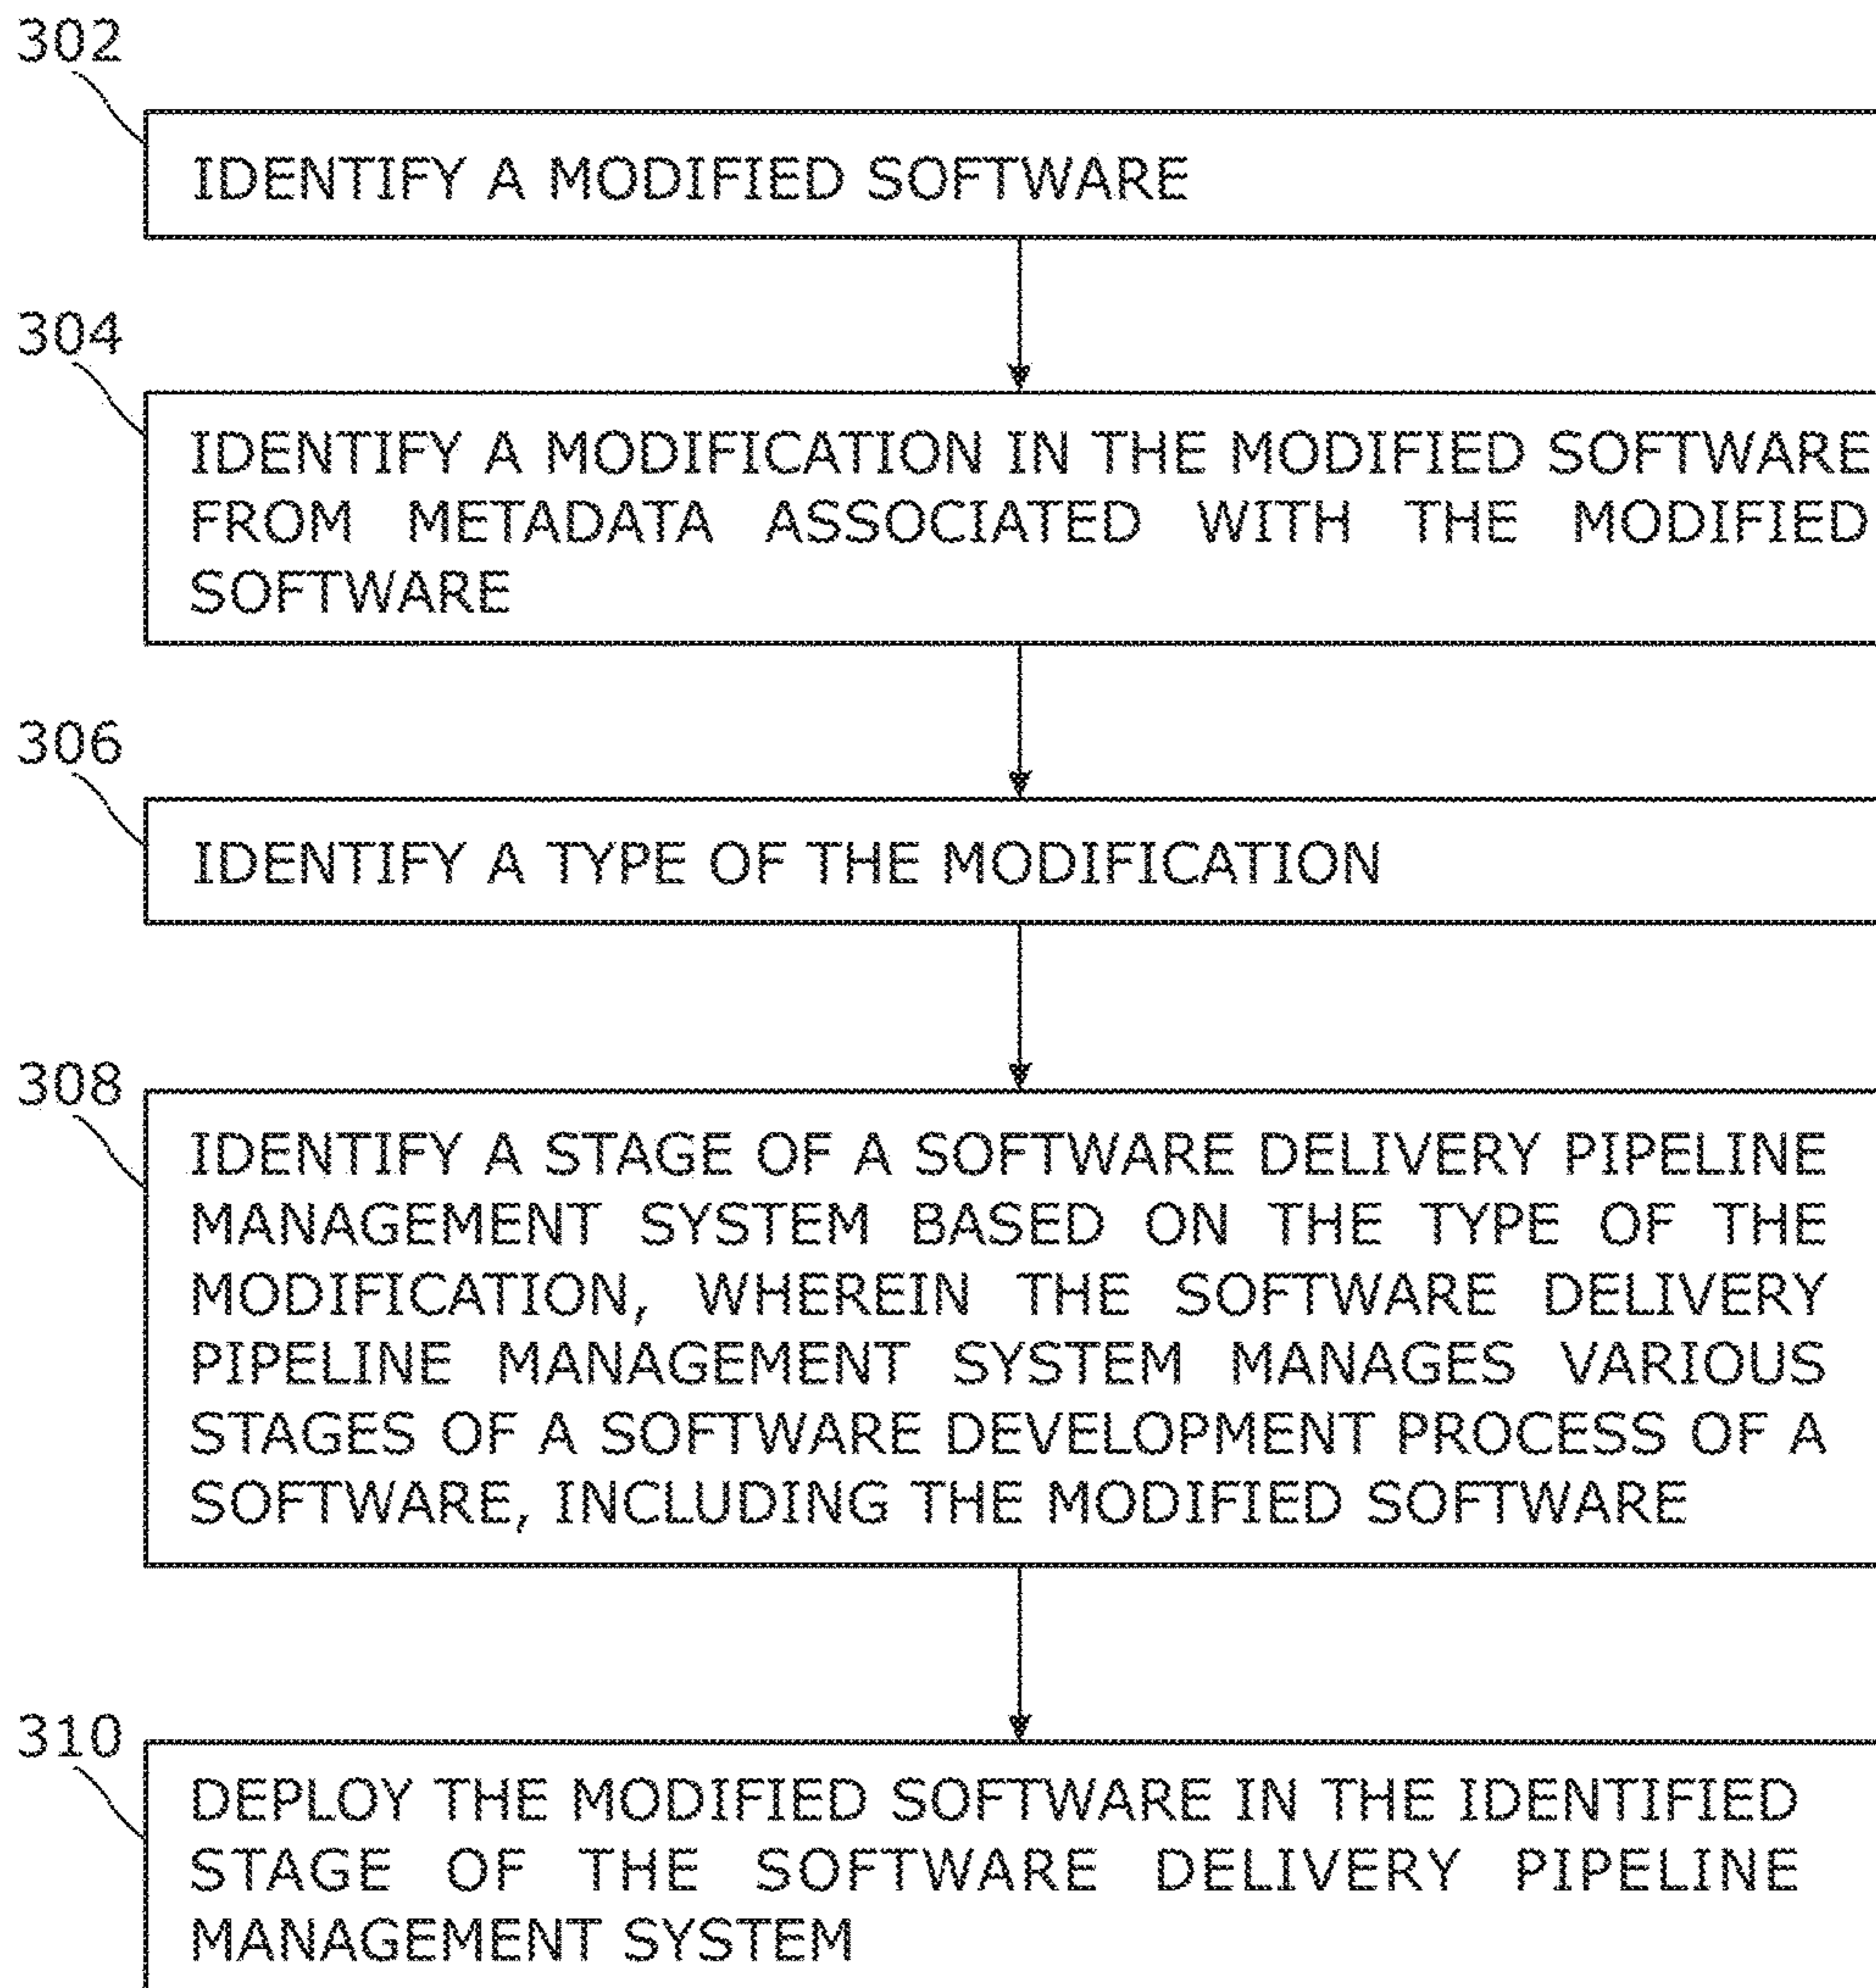 302
IDENTIFY A MODIFIED SOFTWARE
304
IDENTIFY A MODIFICATION IN THE MODIFIED SOFTWARE
FROM METADATA ASSOCIATED WITH THE MODIFIED
SOFTWARE
306
IDENTIFY A TYPE OF THE MODIFICATION
308
IDENTIFY A STAGE OF A SOFTWARE DELIVERY PIPELINE
MANAGEMENT SYSTEM BASED ON THE TYPE OF THE
MODIFICATION, WHEREIN THE SOFTWARE DELIVERY
PIPELINE MANAGEMENT SYSTEM MANAGES VARIOUS
STAGES OF A SOFTWARE DEVELOPMENT PROCESS OF A
SOFTWARE, INCLUDING THE MODIFIED SOFTWARE
310
DEPLOY THE MODIFIED SOFTWARE IN THE IDENTIFIED
STAGE OF THE SOFTWARE DELIVERY PIPELINE
MANAGEMENT SYSTEM